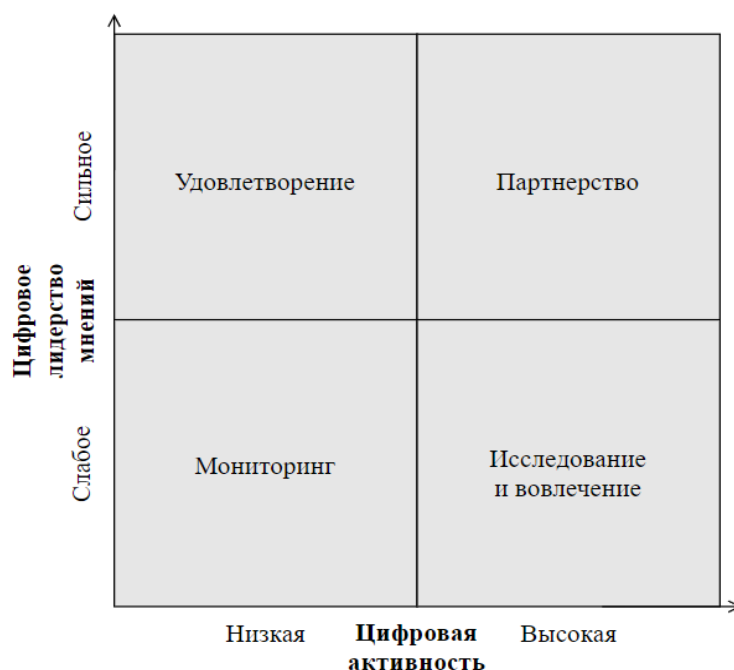 Сильное
Удовлетворение
Партнерство
Цифровое
лидерство
мнений
Слабое
Мониторинг
Исследование
и вовлечение
Низкая
Цифровая
активность
Высокая